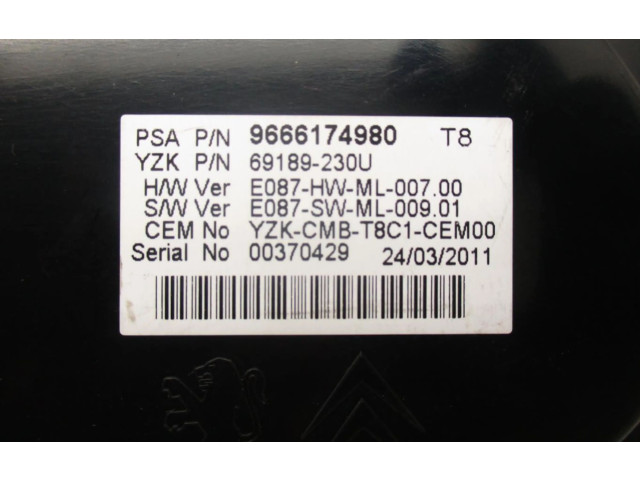 PSA P/N 9666174980 T8
YZK P/N 69189-230U
H/W Ver E087-HW-ML-007.00
S/W Ver E087-SW-ML-009.01
CEM No YZK-CMB-T8C1-CEM00
Serial No 00370429 24/03/2011